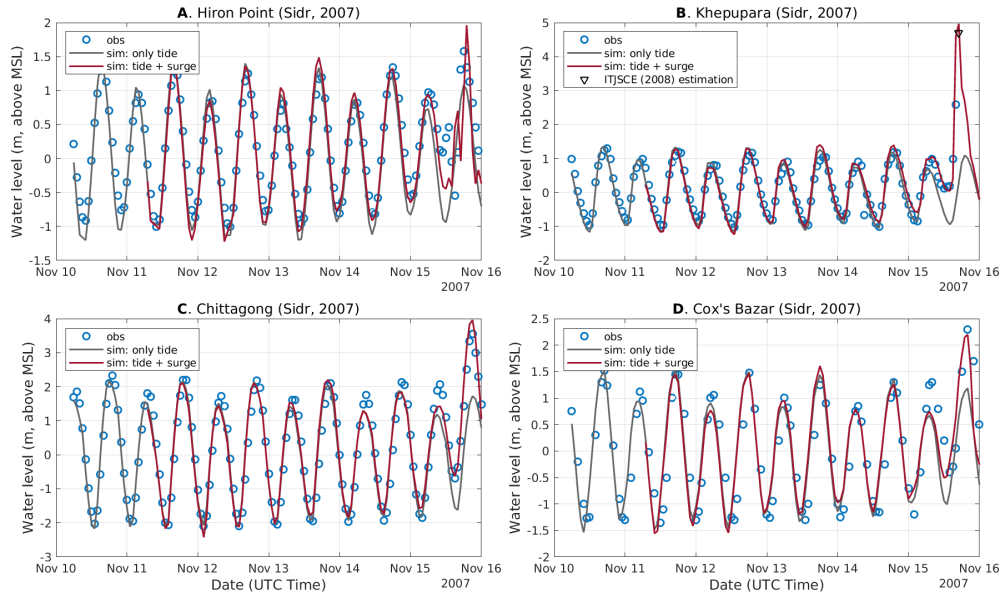 A. Hiron Point (Sidr, 2007)
Water level (m, above MSL)
2
1.5
1
0.5
0
-0.5
-1
-1.5
obs
sim: only tide
sim: tide + surge
Nov 10 Nov 11 Nov 12 Nov 13 Nov 14 Nov 15 Nov 16
2007
B. Khepupara (Sidr, 2007)
Water level (m, above MSL)
5
4
3
2
1
0
-1
-2
obs
sim: only tide
sim: tide + surge
ITJSCE (2008) estimation
Nov 10 Nov 11 Nov 12 Nov 13 Nov 14 Nov 15 Nov 16
2007
C. Chittagong (Sidr, 2007)
Water level (m, above MSL)
4
3
2
1
0
-1
-2
-3
obs
sim: only tide
sim: tide + surge
Nov 10 Nov 11 Nov 12 Nov 13 Nov 14 Nov 15 Nov 16
Date (UTC Time)
2007
D. Cox's Bazar (Sidr, 2007)
Water level (m, above MSL)
2.5
2
1.5
1
0.5
0
-0.5
-1
-1.5
-2
obs
sim: only tide
sim: tide + surge
Nov 10 Nov 11 Nov 12 Nov 13 Nov 14 Nov 15 Nov 16
Date (UTC Time)
2007